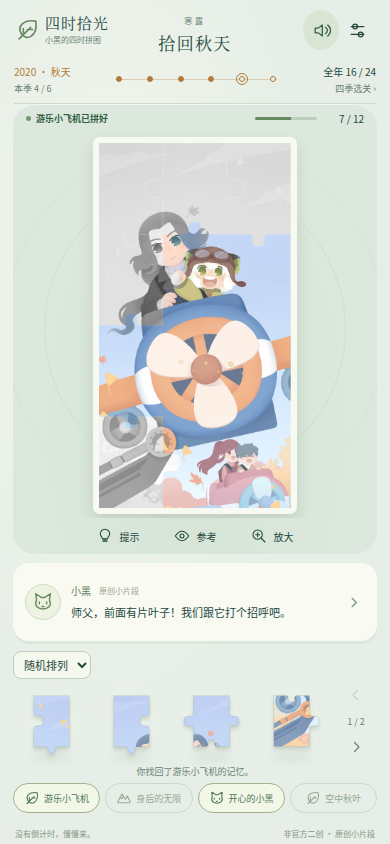 四时拾光
小黑的四时拼图
寒露
拾回秋天
2020 · 秋天
本季 4 / 6
全年 16 / 24
四季选关 ›
游乐小飞机已拼好
7 / 12
提示
参考
放大
小黑 原创小片段
师父，前面有片叶子！我们跟它打个招呼吧。
随机排列
1 / 2
你找回了游乐小飞机的记忆。
游乐小飞机
身后的无限
开心的小黑
空中秋叶
没有倒计时，慢慢来。
非官方二创 · 原创小片段